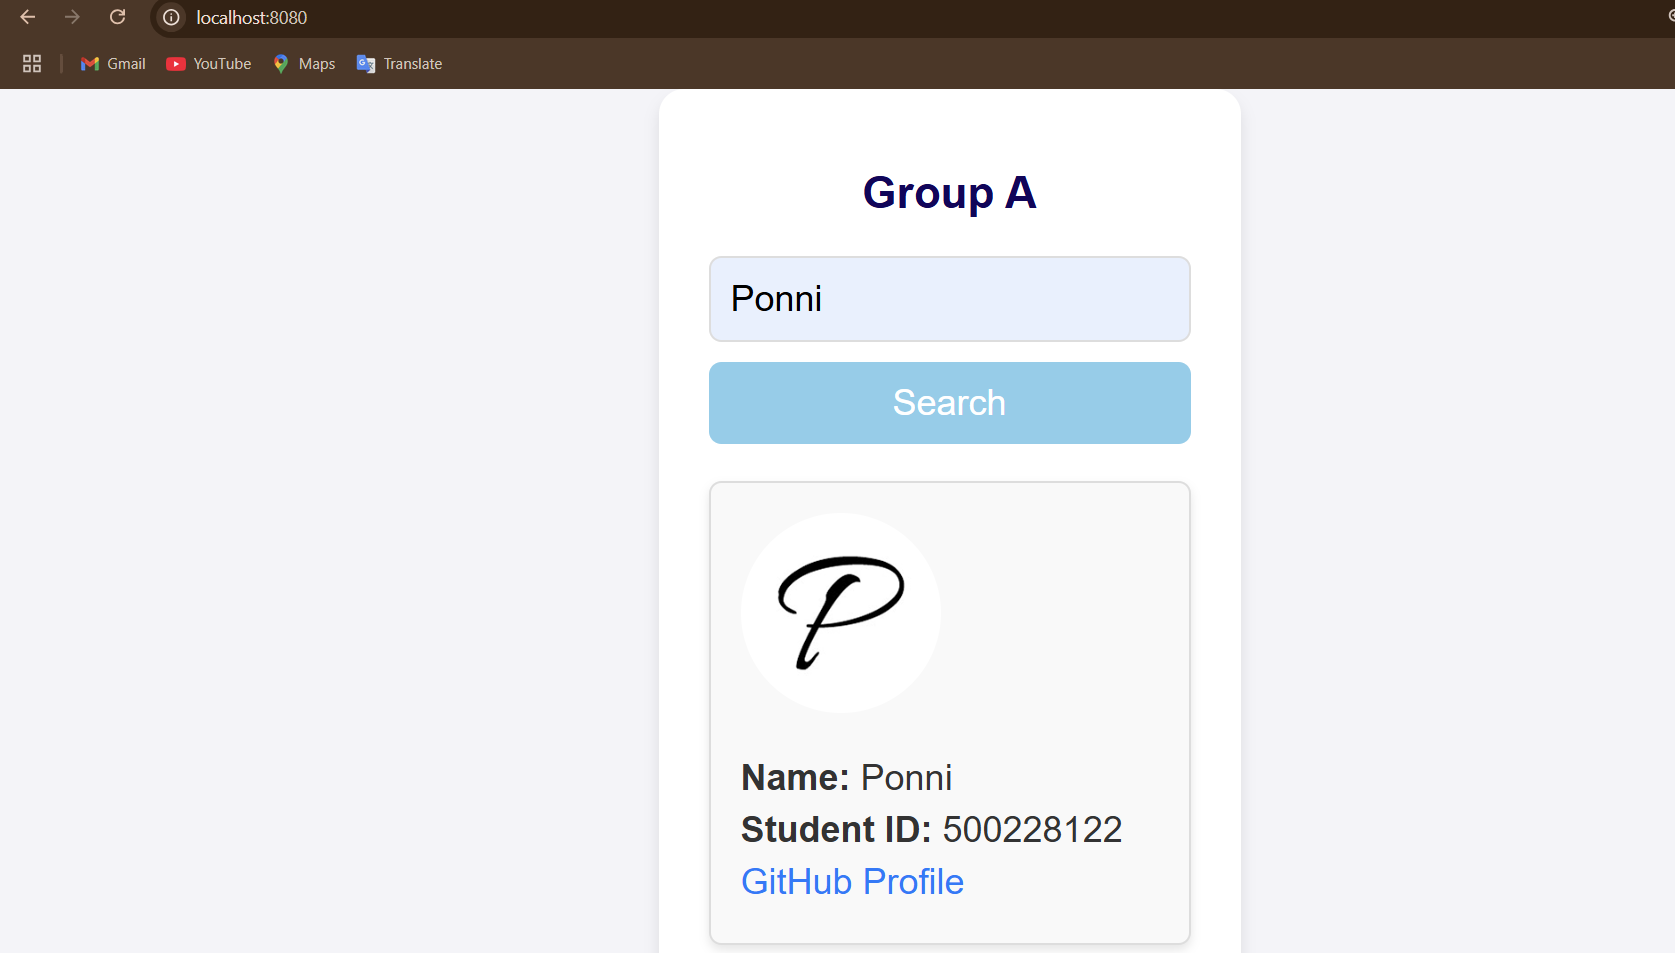 localhost:8080
Gmail YouTube Maps Translate
Group A
Ponni
Search
P
Name: Ponni
Student ID: 500228122
GitHub Profile